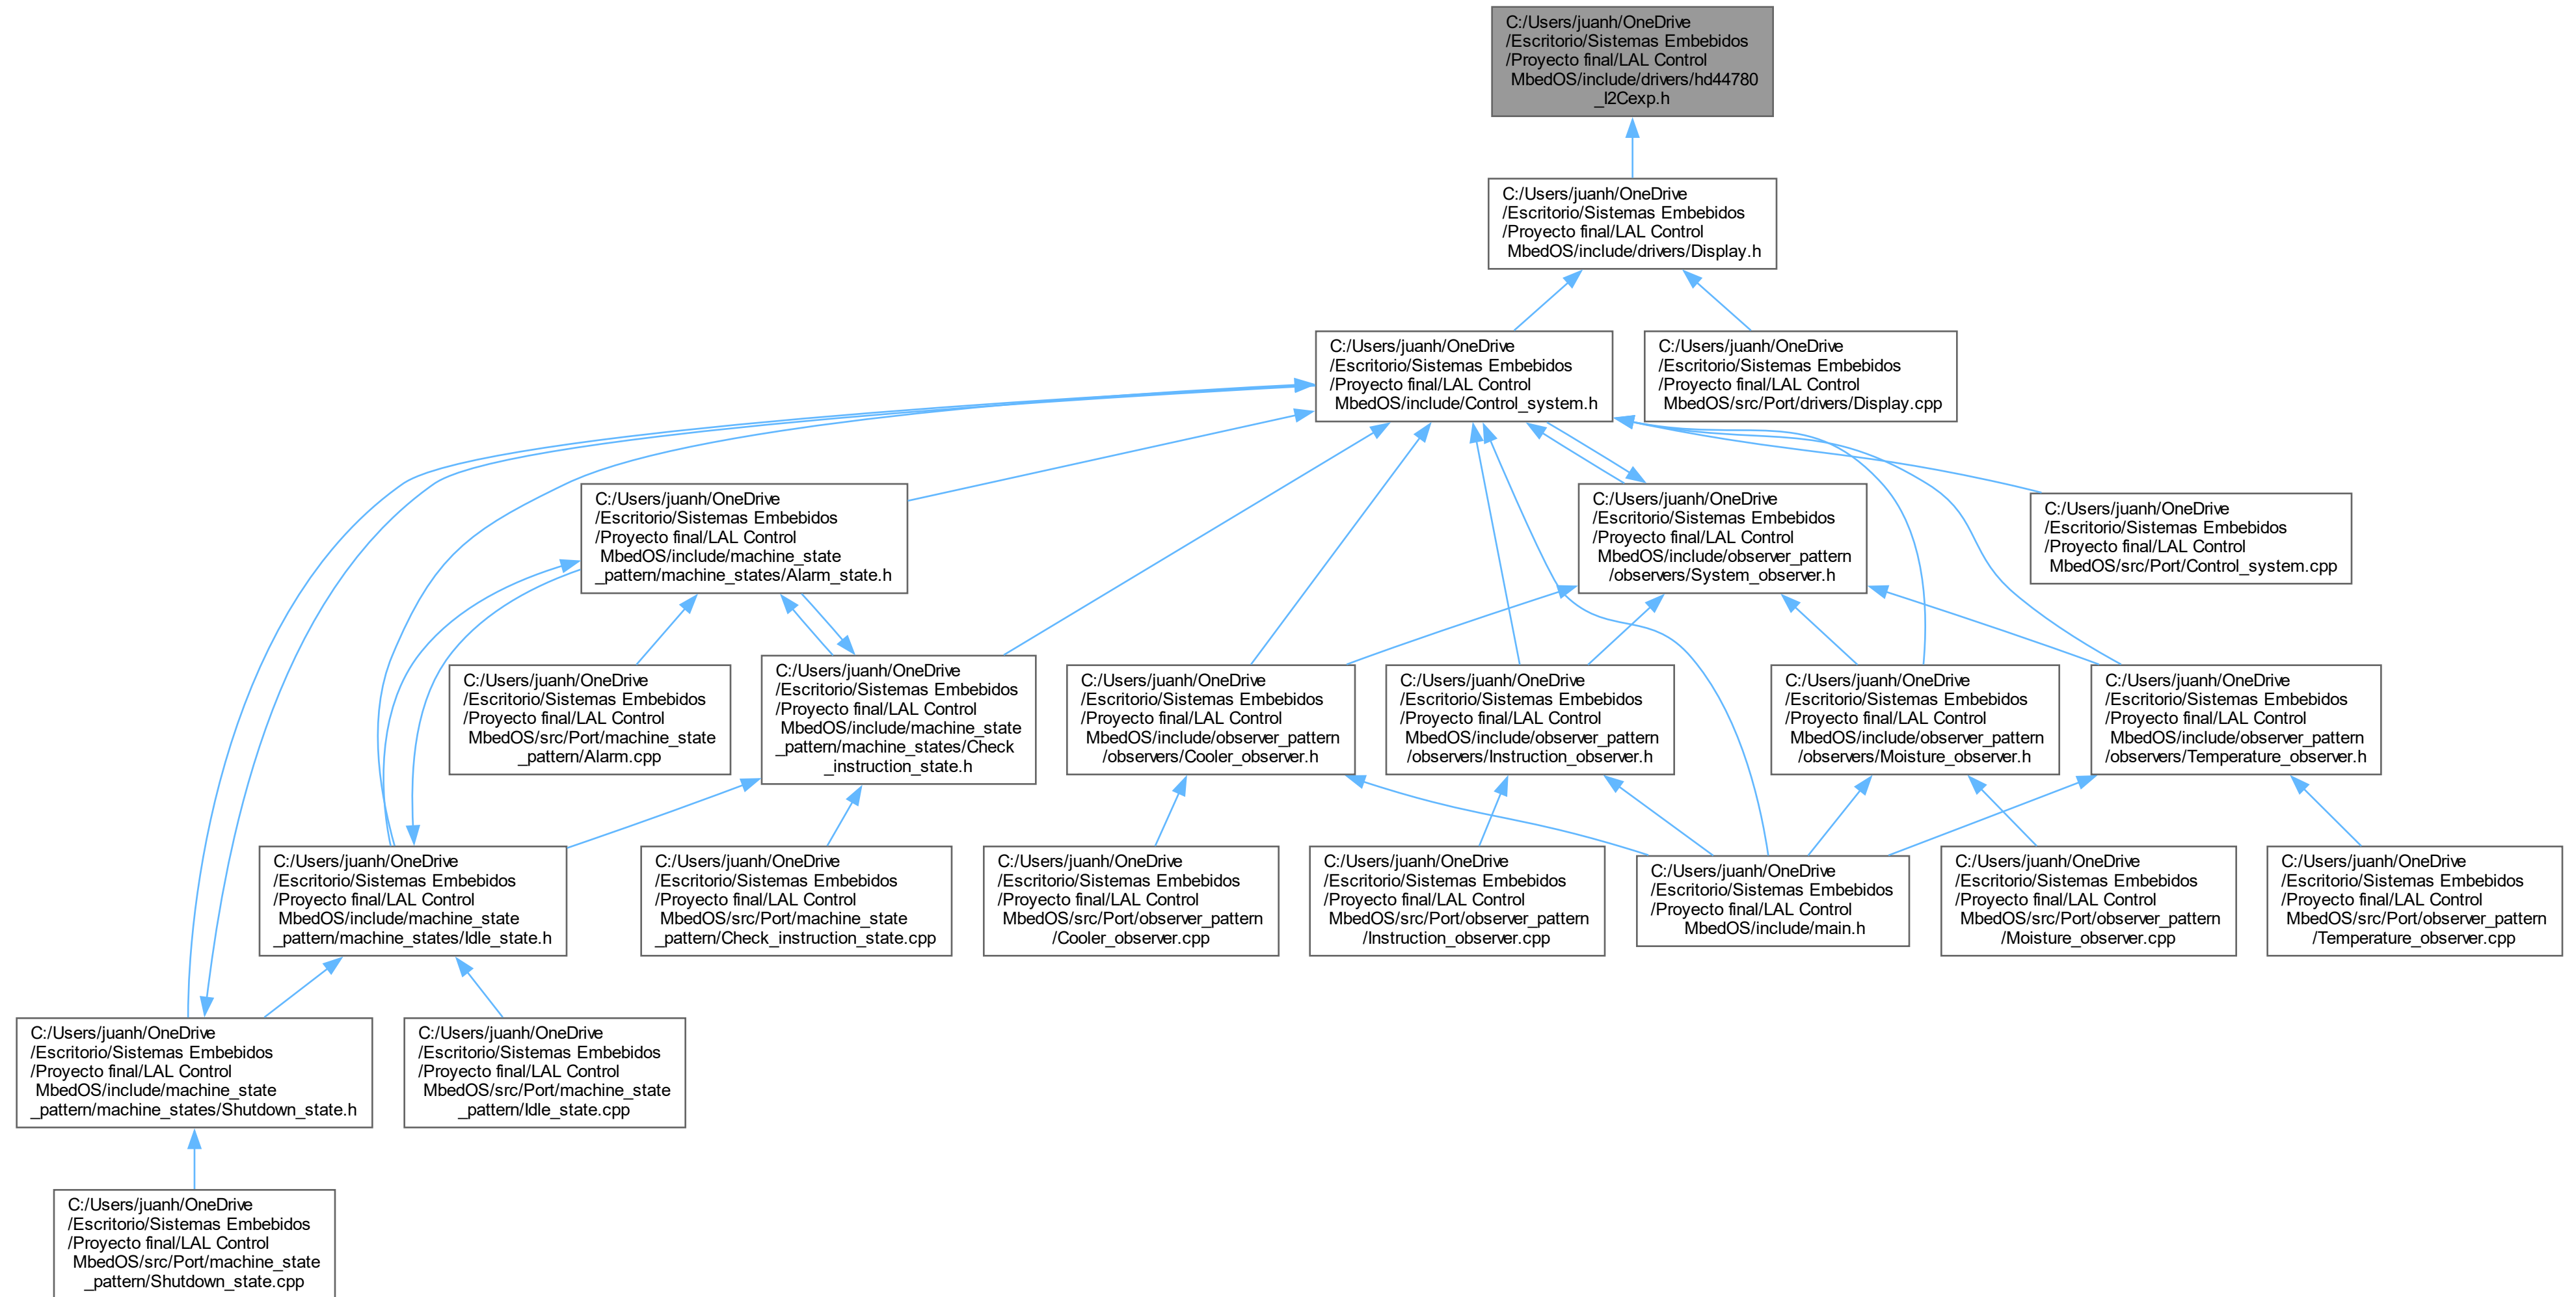 C:/Users/juanh/OneDrive
/Escritorio/Sistemas Embebidos
/Proyecto final/LAL Control
MbedOS/include/drivers/hd44780
_I2Cexp.h
C:/Users/juanh/OneDrive
/Escritorio/Sistemas Embebidos
/Proyecto final/LAL Control
MbedOS/include/drivers/Display.h
C:/Users/juanh/OneDrive
/Escritorio/Sistemas Embebidos
/Proyecto final/LAL Control
MbedOS/include/Control_system.h
C:/Users/juanh/OneDrive
/Escritorio/Sistemas Embebidos
/Proyecto final/LAL Control
MbedOS/src/Port/drivers/Display.cpp
C:/Users/juanh/OneDrive
/Escritorio/Sistemas Embebidos
/Proyecto final/LAL Control
MbedOS/include/machine_state
_pattern/machine_states/Alarm_state.h
C:/Users/juanh/OneDrive
/Escritorio/Sistemas Embebidos
/Proyecto final/LAL Control
MbedOS/include/observer_pattern
/observers/System_observer.h
C:/Users/juanh/OneDrive
/Escritorio/Sistemas Embebidos
/Proyecto final/LAL Control
MbedOS/src/Port/Control_system.cpp
C:/Users/juanh/OneDrive
/Escritorio/Sistemas Embebidos
/Proyecto final/LAL Control
MbedOS/src/Port/machine_state
_pattern/Alarm.cpp
C:/Users/juanh/OneDrive
/Escritorio/Sistemas Embebidos
/Proyecto final/LAL Control
MbedOS/include/machine_state
_pattern/machine_states/Check
_instruction_state.h
C:/Users/juanh/OneDrive
/Escritorio/Sistemas Embebidos
/Proyecto final/LAL Control
MbedOS/include/observer_pattern
/observers/Cooler_observer.h
C:/Users/juanh/OneDrive
/Escritorio/Sistemas Embebidos
/Proyecto final/LAL Control
MbedOS/include/observer_pattern
/observers/Instruction_observer.h
C:/Users/juanh/OneDrive
/Escritorio/Sistemas Embebidos
/Proyecto final/LAL Control
MbedOS/include/observer_pattern
/observers/Moisture_observer.h
C:/Users/juanh/OneDrive
/Escritorio/Sistemas Embebidos
/Proyecto final/LAL Control
MbedOS/include/observer_pattern
/observers/Temperature_observer.h
C:/Users/juanh/OneDrive
/Escritorio/Sistemas Embebidos
/Proyecto final/LAL Control
MbedOS/include/machine_state
_pattern/machine_states/Idle_state.h
C:/Users/juanh/OneDrive
/Escritorio/Sistemas Embebidos
/Proyecto final/LAL Control
MbedOS/src/Port/machine_state
_pattern/Check_instruction_state.cpp
C:/Users/juanh/OneDrive
/Escritorio/Sistemas Embebidos
/Proyecto final/LAL Control
MbedOS/src/Port/observer_pattern
/Cooler_observer.cpp
C:/Users/juanh/OneDrive
/Escritorio/Sistemas Embebidos
/Proyecto final/LAL Control
MbedOS/src/Port/observer_pattern
/Instruction_observer.cpp
C:/Users/juanh/OneDrive
/Escritorio/Sistemas Embebidos
/Proyecto final/LAL Control
MbedOS/include/main.h
C:/Users/juanh/OneDrive
/Escritorio/Sistemas Embebidos
/Proyecto final/LAL Control
MbedOS/src/Port/observer_pattern
/Moisture_observer.cpp
C:/Users/juanh/OneDrive
/Escritorio/Sistemas Embebidos
/Proyecto final/LAL Control
MbedOS/src/Port/observer_pattern
/Temperature_observer.cpp
C:/Users/juanh/OneDrive
/Escritorio/Sistemas Embebidos
/Proyecto final/LAL Control
MbedOS/include/machine_state
_pattern/machine_states/Shutdown_state.h
C:/Users/juanh/OneDrive
/Escritorio/Sistemas Embebidos
/Proyecto final/LAL Control
MbedOS/src/Port/machine_state
_pattern/Idle_state.cpp
C:/Users/juanh/OneDrive
/Escritorio/Sistemas Embebidos
/Proyecto final/LAL Control
MbedOS/src/Port/machine_state
_pattern/Shutdown_state.cpp